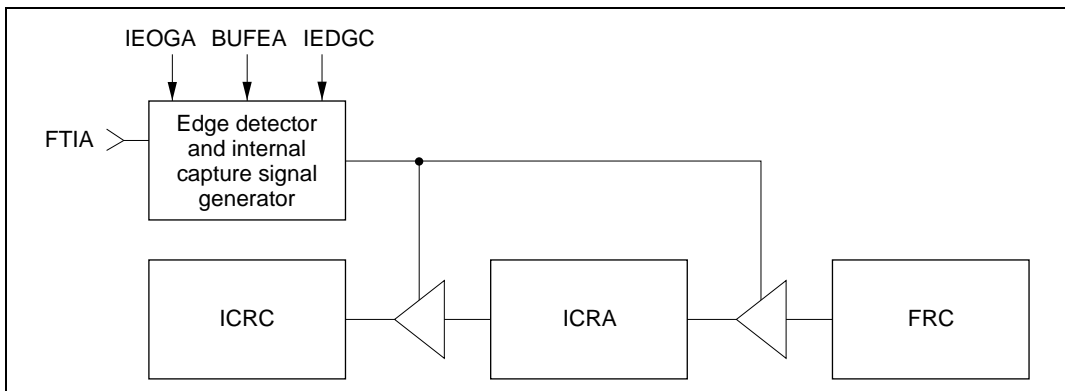 IEOGA BUFEA IEDGC
FTIA
Edge detector
and internal
capture signal
generator
ICRC ICRA FRC